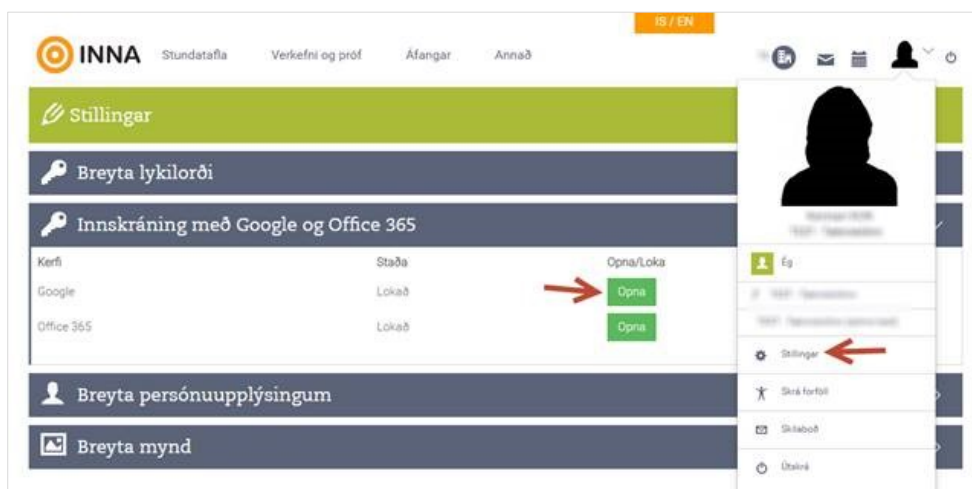 IS / EN
INNA Stundatafla Verkefni og próf Áfangar Annað
Stillingar
Breyta lykilorði
Innskráning með Google og Office 365
Kerfi Staða Opna/Loka
Google Lokað Opna
Office 365 Lokað Opna
Breyta persónuupplýsingum
Breyta mynd
Ég
Stillingar
Skrá forföll
Skilaboð
Útskrá